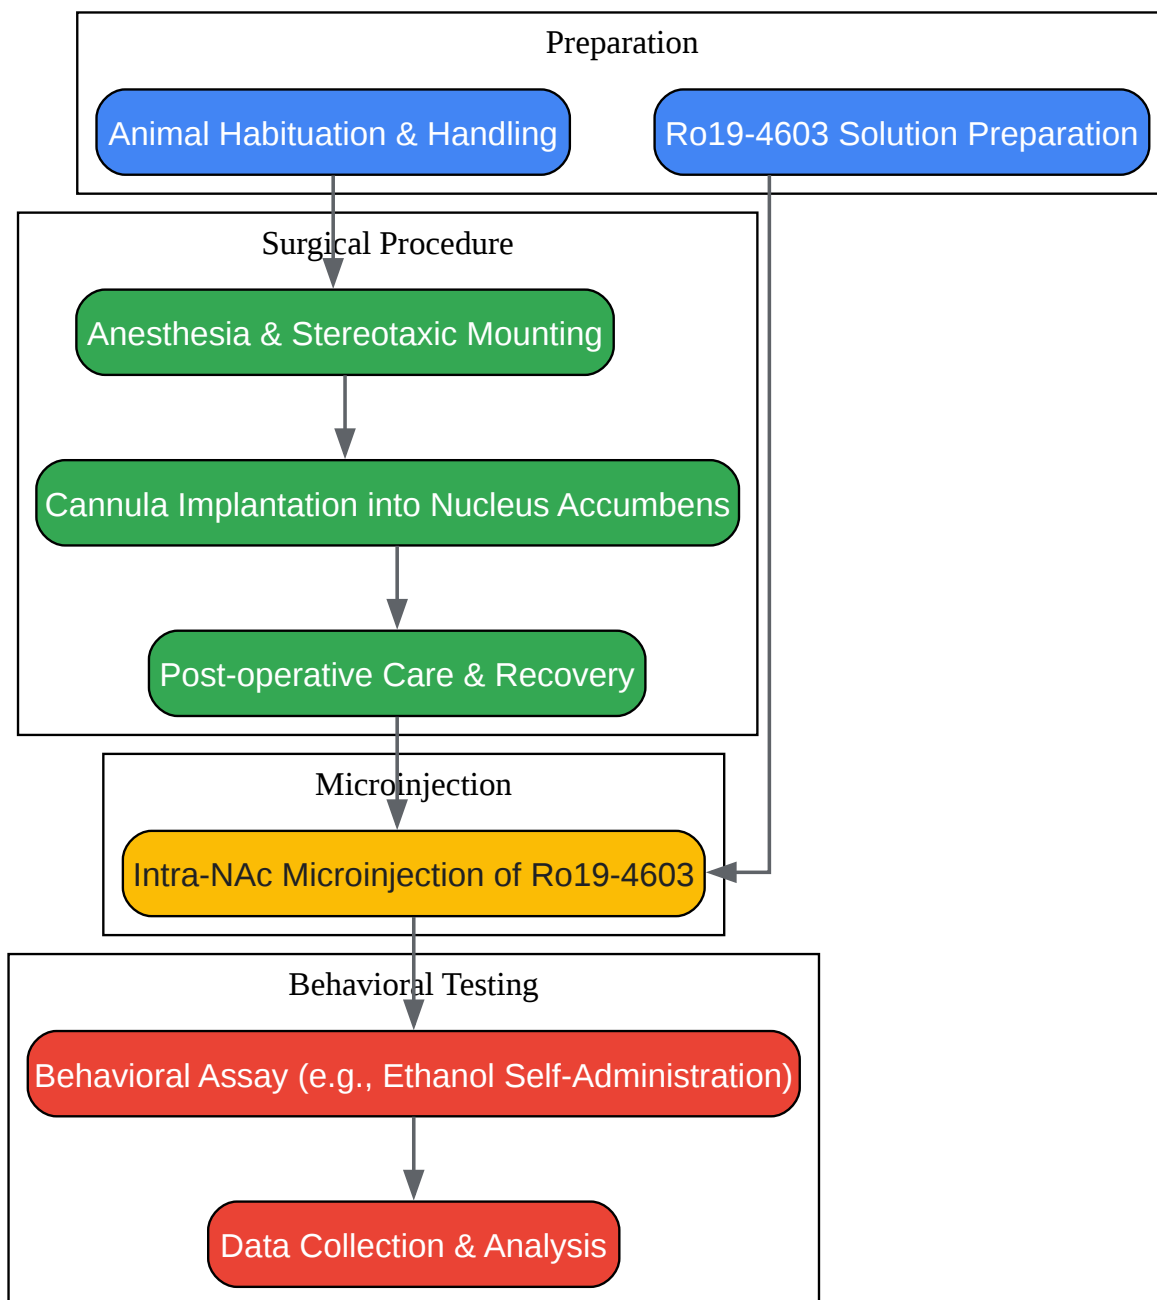 Preparation
Animal Habituation & Handling
Ro19-4603 Solution Preparation
Surgical Procedure
Anesthesia & Stereotaxic Mounting
Cannula Implantation into Nucleus Accumbens
Post-operative Care & Recovery
Microinjection
Intra-NAc Microinjection of Ro19-4603
Behavioral Testing
Behavioral Assay (e.g., Ethanol Self-Administration)
Data Collection & Analysis